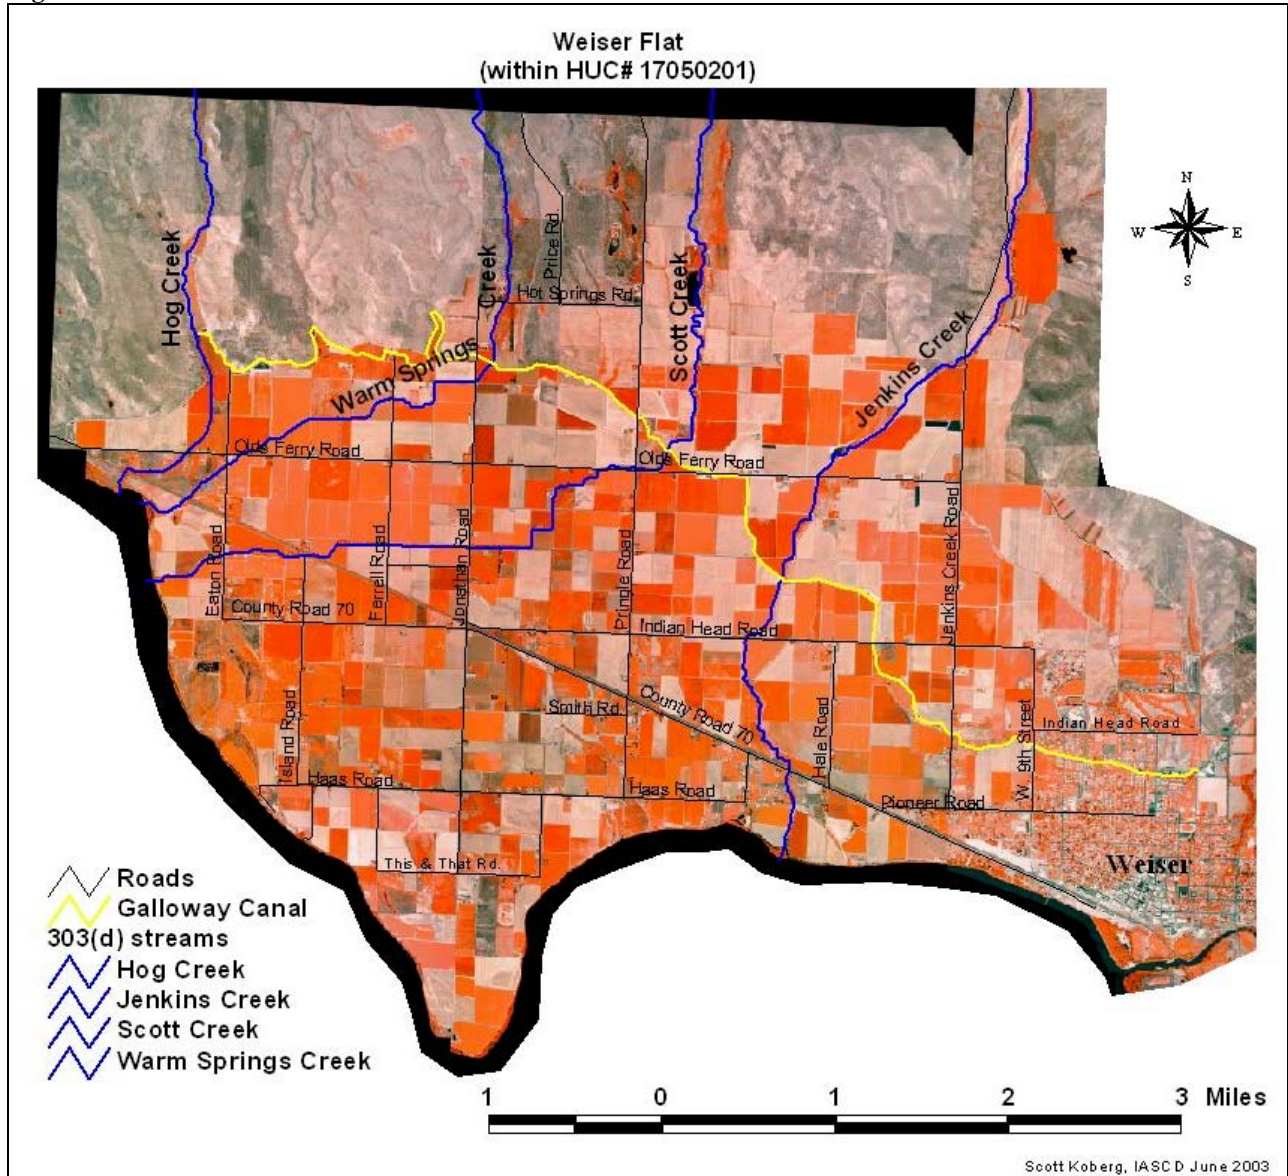 Weiser Flat
(within HUC# 17050201)
N
W
E
S
Hog Creek
Creek
Price Rd
Hot Springs Rd.
Scott Creek
Jenkins Creek
Warm Springs
Olds Ferry Road
Olds Ferry Road
Eaton Road
Ferrell Road
Jonathan Road
Pringle Road
Jenkins Creek Road
County Road 70
Indian Head Road
Island Road
Smith Rd.
County Road 70
Hale Road
W. 9th Street
Indian Head Road
Haas Road
Haas Road
Pioneer Road
This & That Rd.
Weiser
Roads
Galloway Canal
303(d) streams
Hog Creek
Jenkins Creek
Scott Creek
Warm Springs Creek
1 0 1 2 3 Miles
Scott Koberg, IASCD June 2003